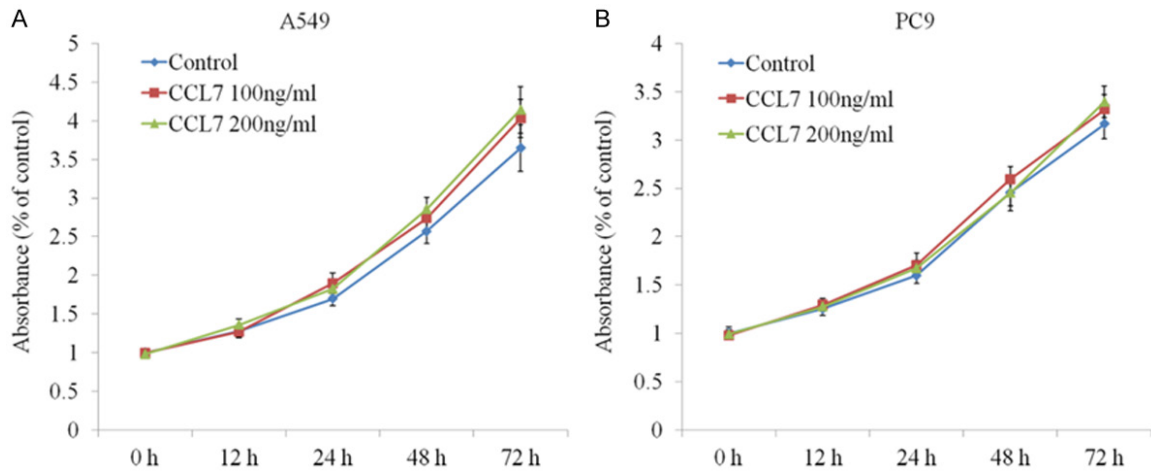 A
A549
5
4.5
4
3.5
3
2.5
2
1.5
1
0.5
0
Absorbance (% of control)
Control
CCL7 100ng/ml
CCL7 200ng/ml
0 h 12 h 24 h 48 h 72 h
B
PC9
4
3.5
3
2.5
2
1.5
1
0.5
0
Absorbance (% of control)
Control
CCL7 100ng/ml
CCL7 200ng/ml
0 h 12 h 24 h 48 h 72 h